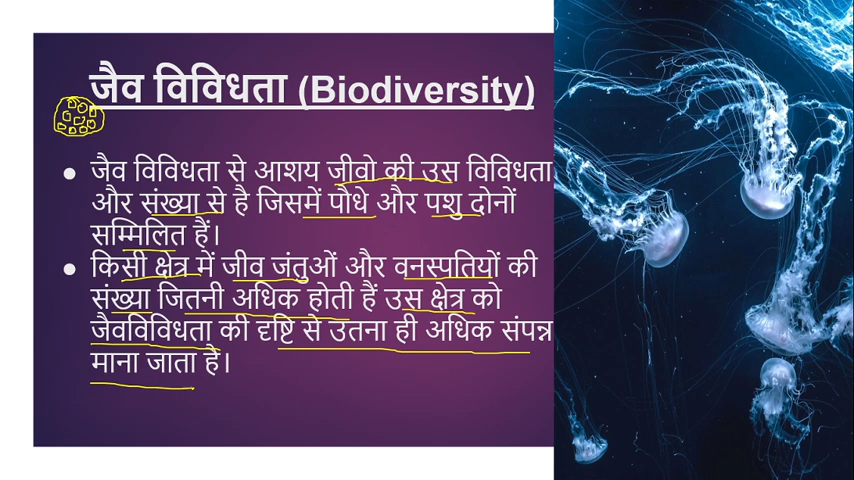 जैव विविधता (Biodiversity)
जैव विविधता से आशय जीवो की उस विविधता
और संख्या से है जिसमें पौधे और पशु दोनों
सम्मिलित हैं।
किसी क्षेत्र में जीव जंतुओं और वनस्पतियों की
संख्या जितनी अधिक होती हैं उस क्षेत्र को
जैवविविधता की दृष्टि से उतना ही अधिक संपन्न
माना जाता है।